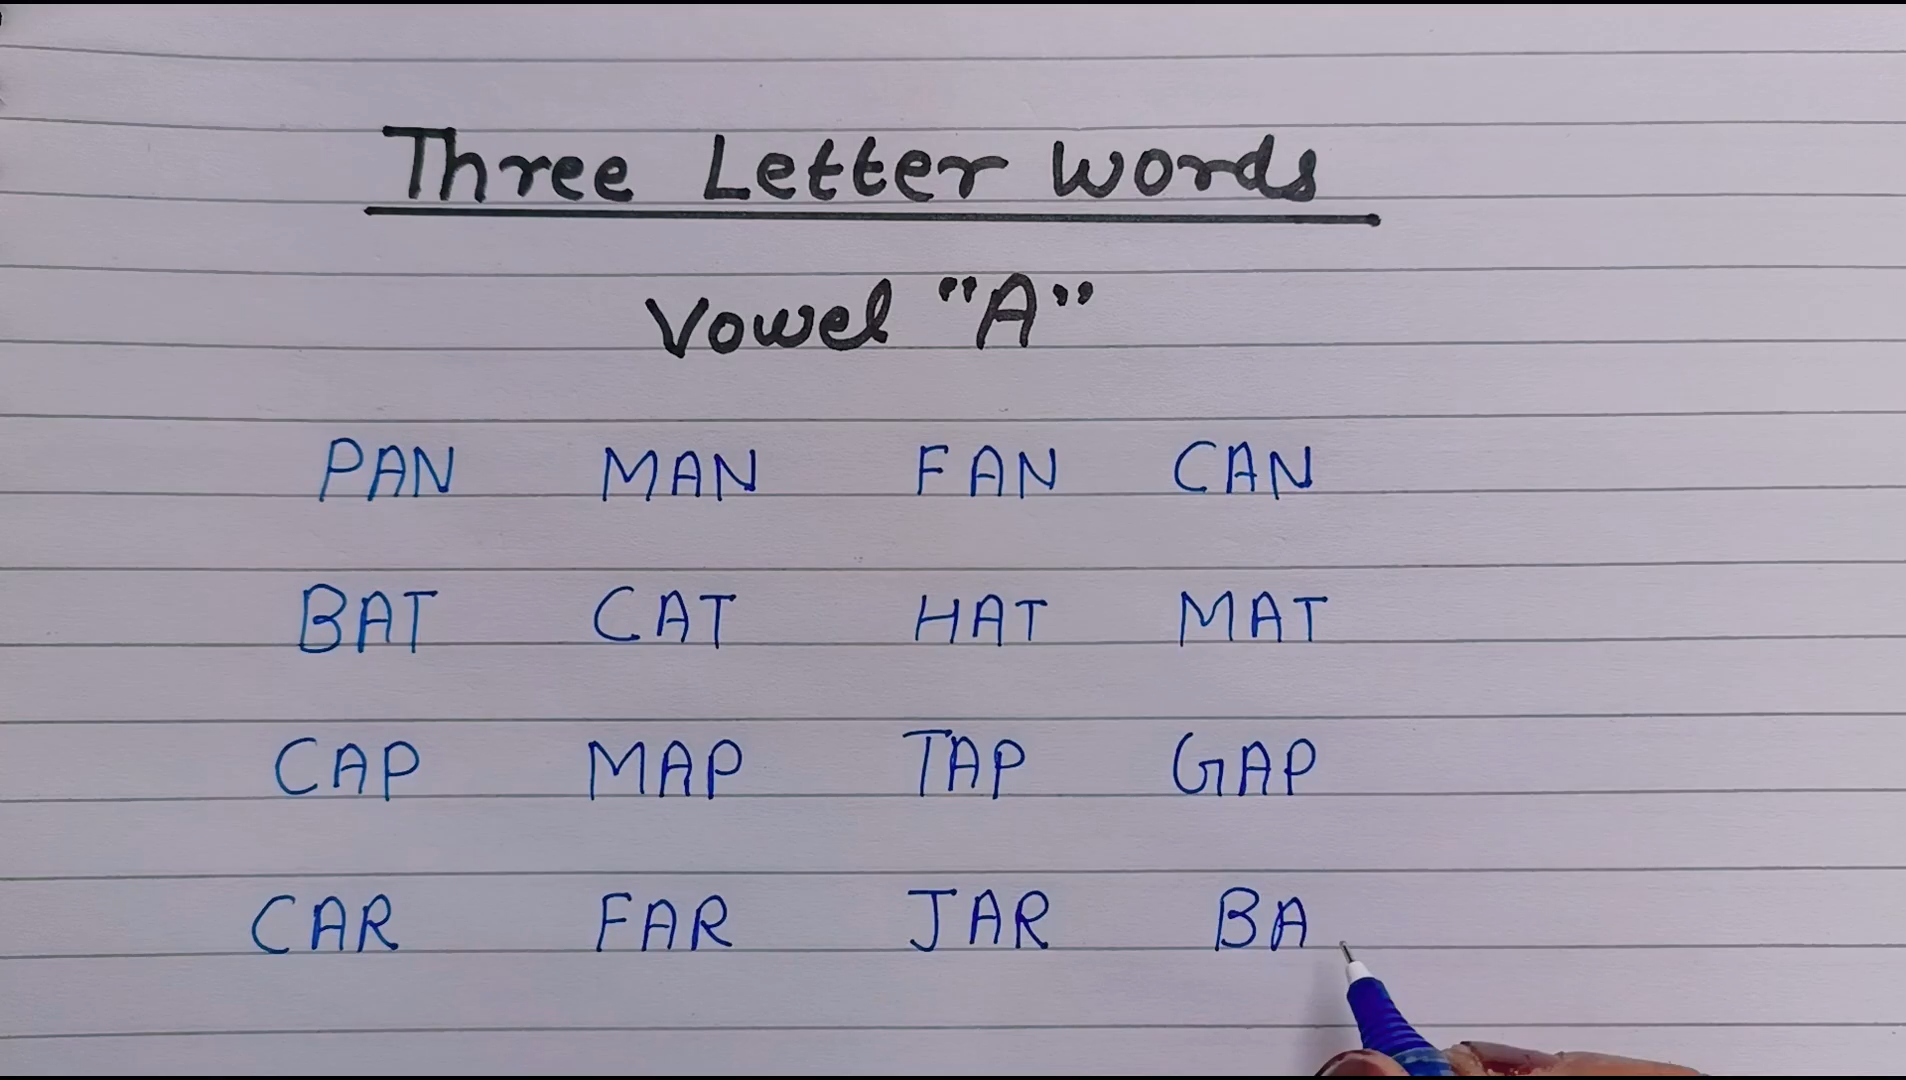 Three Letter Words
Vowel "A"
PAN MAN FAN CAN
BAT CAT HAT MAT
CAP MAP TAP GAP
CAR FAR JAR BA